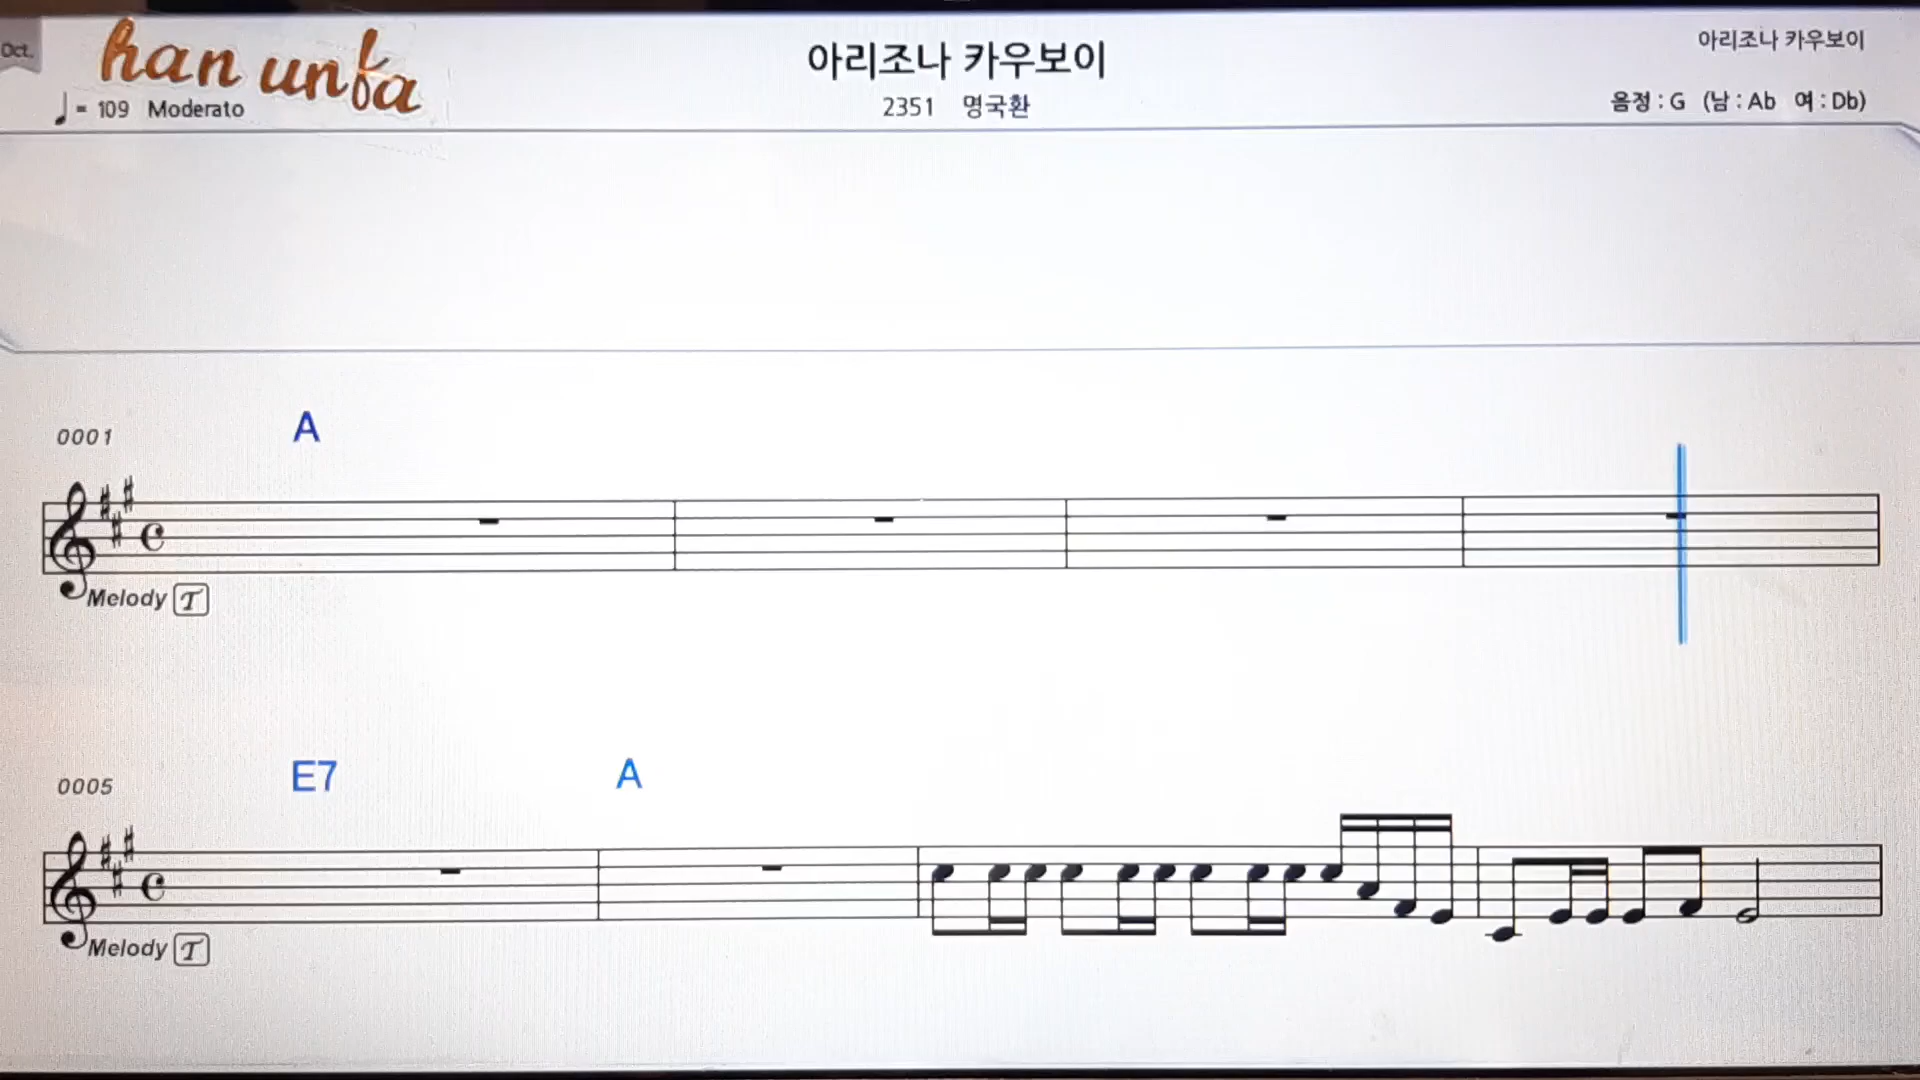 Oct.
han unfa
아리조나 카우보이
아리조나 카우보이
♩ = 109 Moderato
2351 명국환
음정 : G (남 : Ab 여 : Db)
A
0001
Melody T
E7 A
0005
Melody T